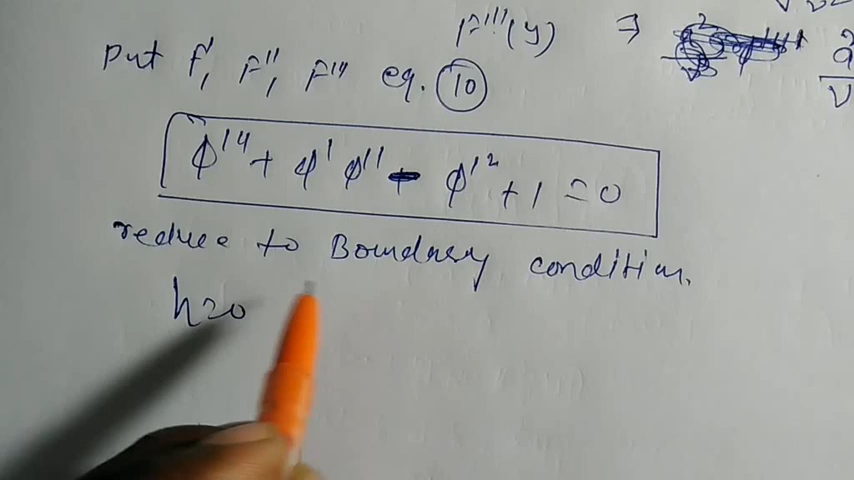 F'''(y) ⇒
Put f', F'', F''' eq. 10
φ''' + φ' φ'' - φ'² + 1 = 0
reduce to Boundary condition.
h=0